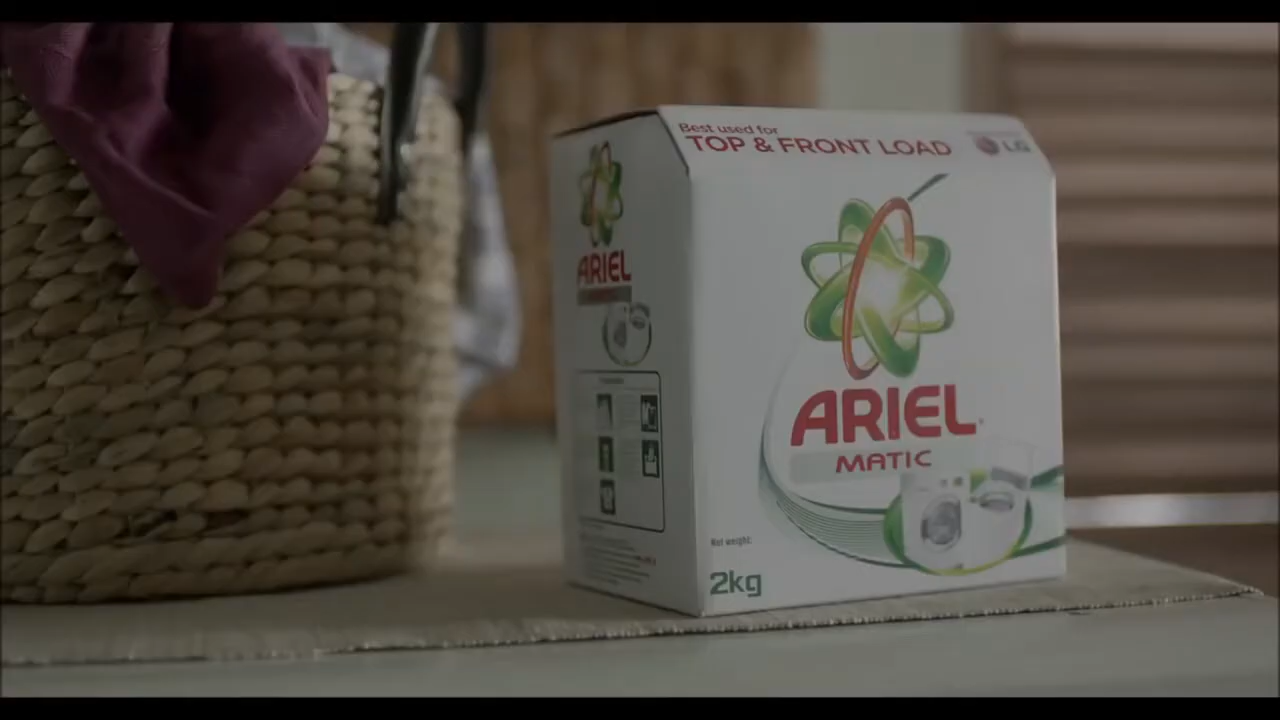 Best used for
TOP & FRONT LOAD
LG
ARIEL
ARIEL
MATIC
Net weight:
2kg